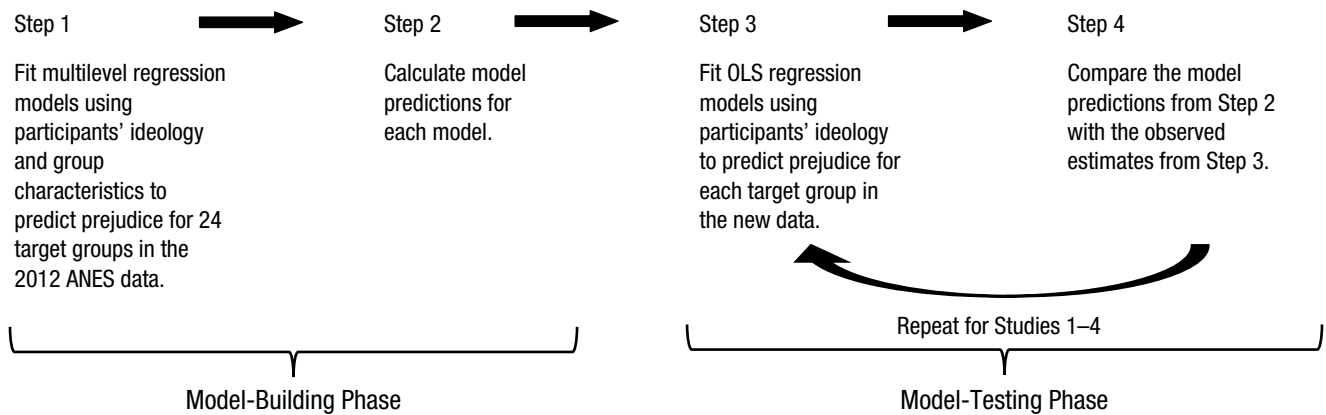 Step 1
Fit multilevel regression
models using
participants’ ideology
and group
characteristics to
predict prejudice for 24
target groups in the
2012 ANES data.
Step 2
Calculate model
predictions for
each model.
Model-Building Phase
Step 3
Fit OLS regression
models using
participants’ ideology
to predict prejudice for
each target group in
the new data.
Step 4
Compare the model
predictions from Step 2
with the observed
estimates from Step 3.
Repeat for Studies 1–4
Model-Testing Phase